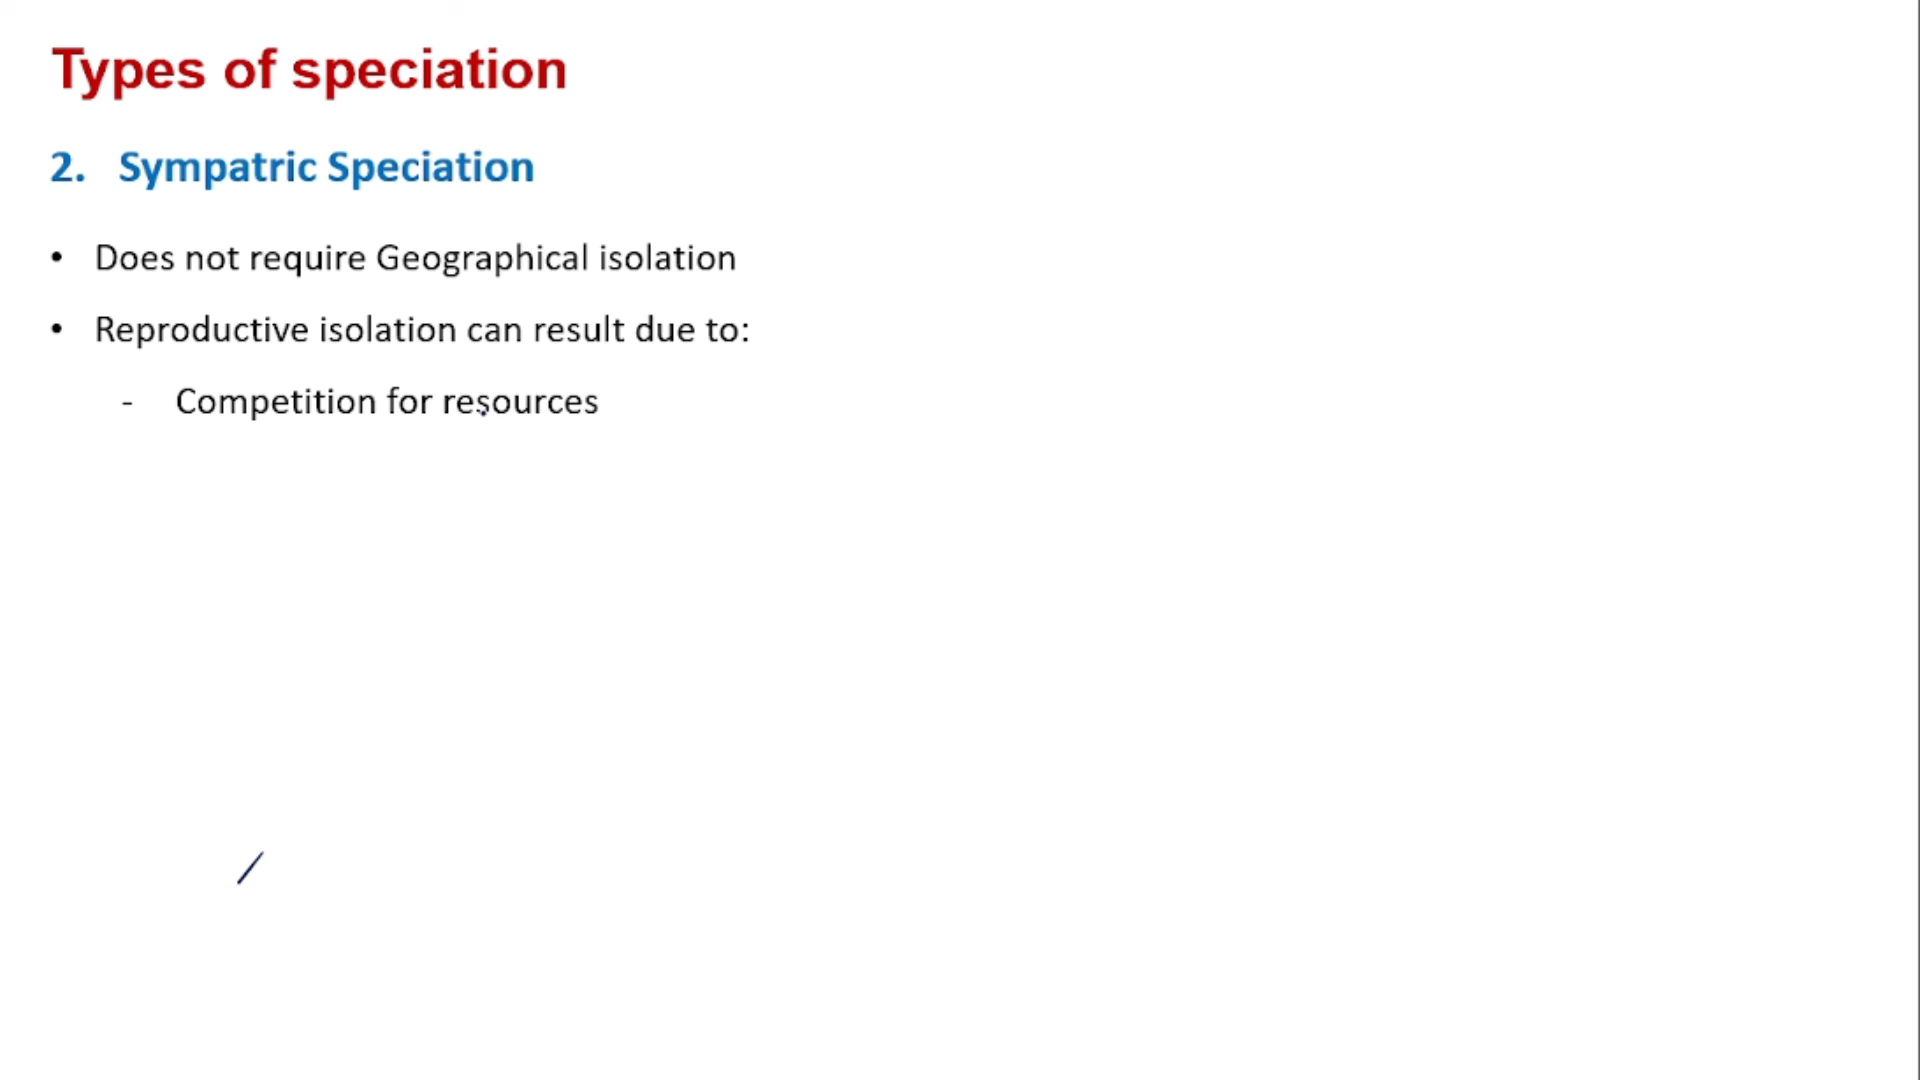 Types of speciation
2. Sympatric Speciation
• Does not require Geographical isolation
• Reproductive isolation can result due to:
- Competition for resources